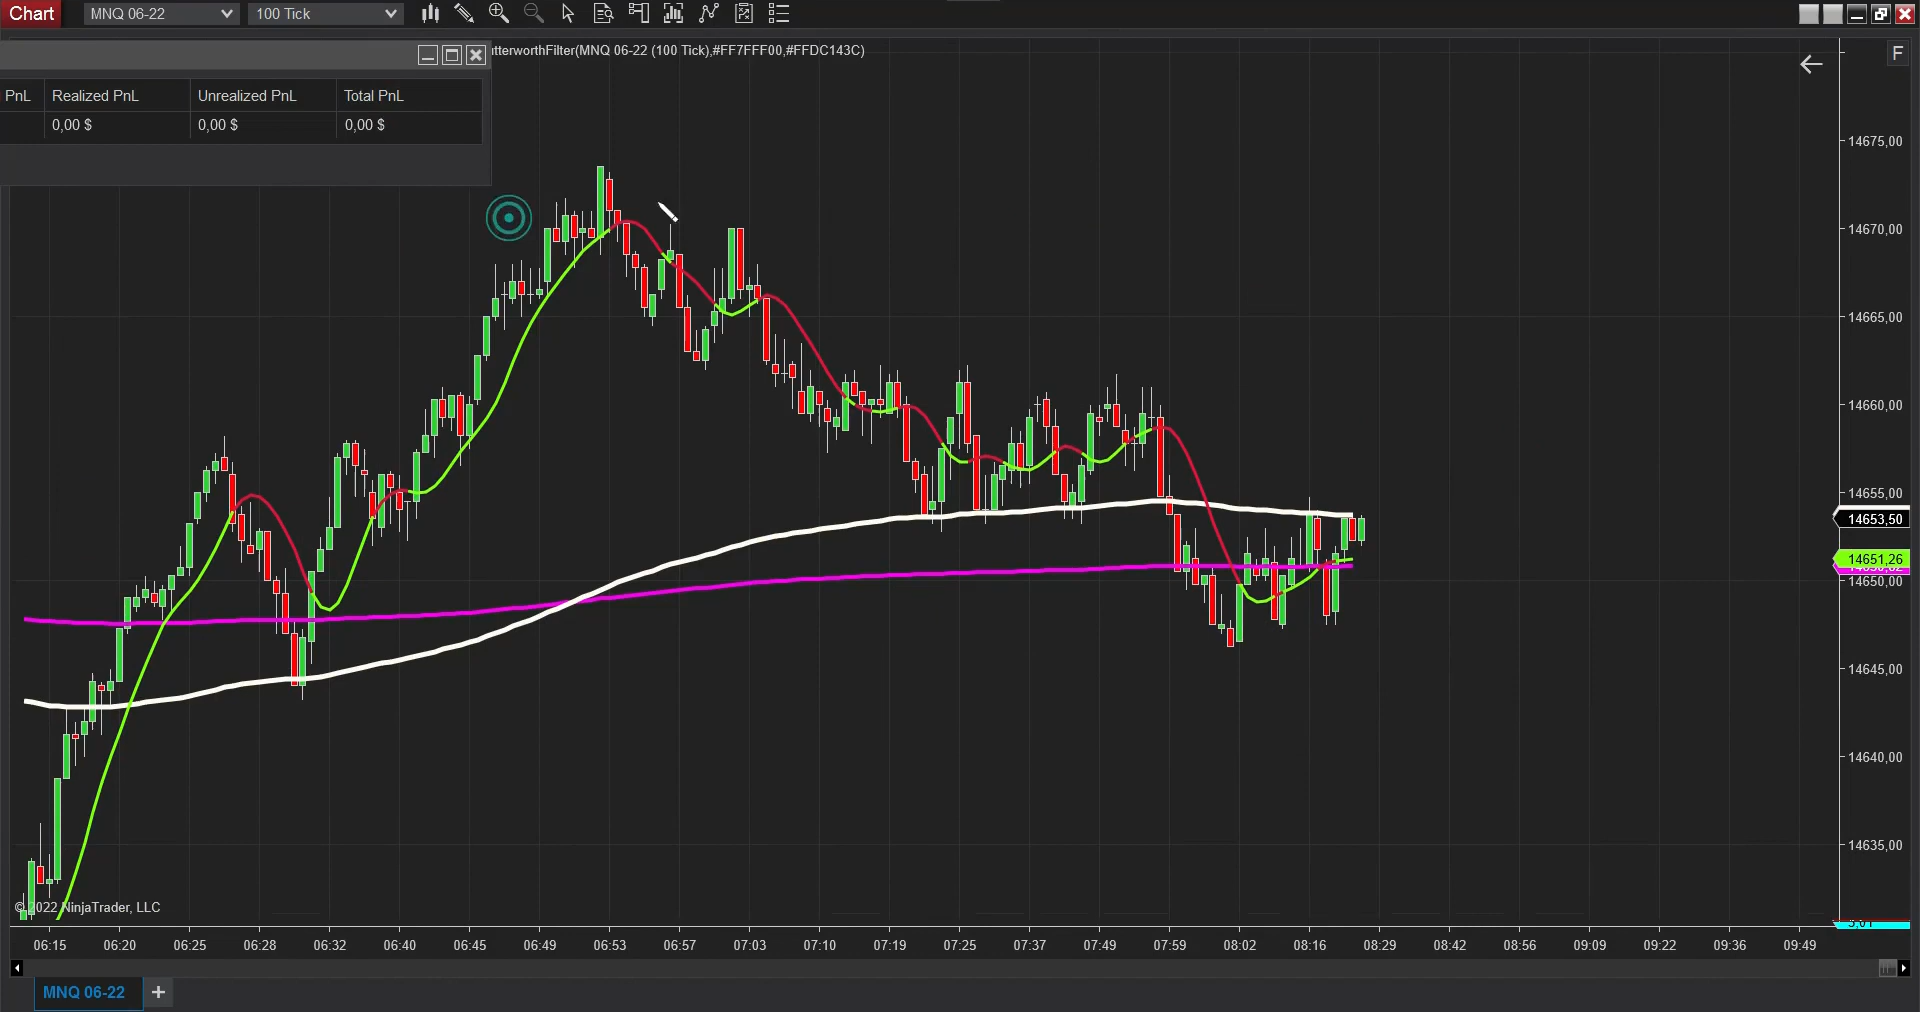 Chart MNQ 06-22 100 Tick
utterworthFilter(MNQ 06-22 (100 Tick),#FF7FFF00,#FFDC143C)
F
PnL Realized PnL Unrealized PnL Total PnL
0,00 $ 0,00 $ 0,00 $
14675,00
14670,00
14665,00
14660,00
14655,00
14653,50
14651,26
14650,00
14645,00
14640,00
14635,00
© 2022 NinjaTrader, LLC
06:15 06:20 06:25 06:28 06:32 06:40 06:45 06:49 06:53 06:57 07:03 07:10 07:19 07:25 07:37 07:49 07:59 08:02 08:16 08:29 08:42 08:56 09:09 09:22 09:36 09:49
MNQ 06-22 +